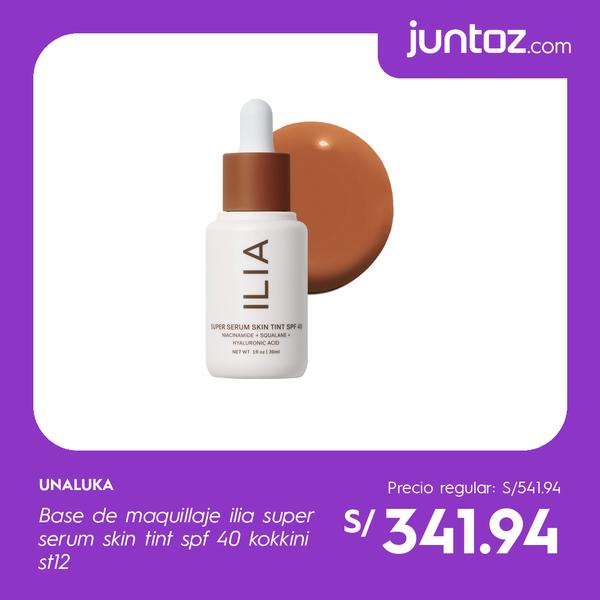 juntoz.com
ILIA
SUPER SERUM SKIN TINT SPF 40
NIACINAMIDE + SQUALANE +
HYALURONIC ACID
NET WT 1 fl oz | 30ml
UNALUKA
Base de maquillaje ilia super
serum skin tint spf 40 kokkini
st12
Precio regular: S/541.94
S/ 341.94